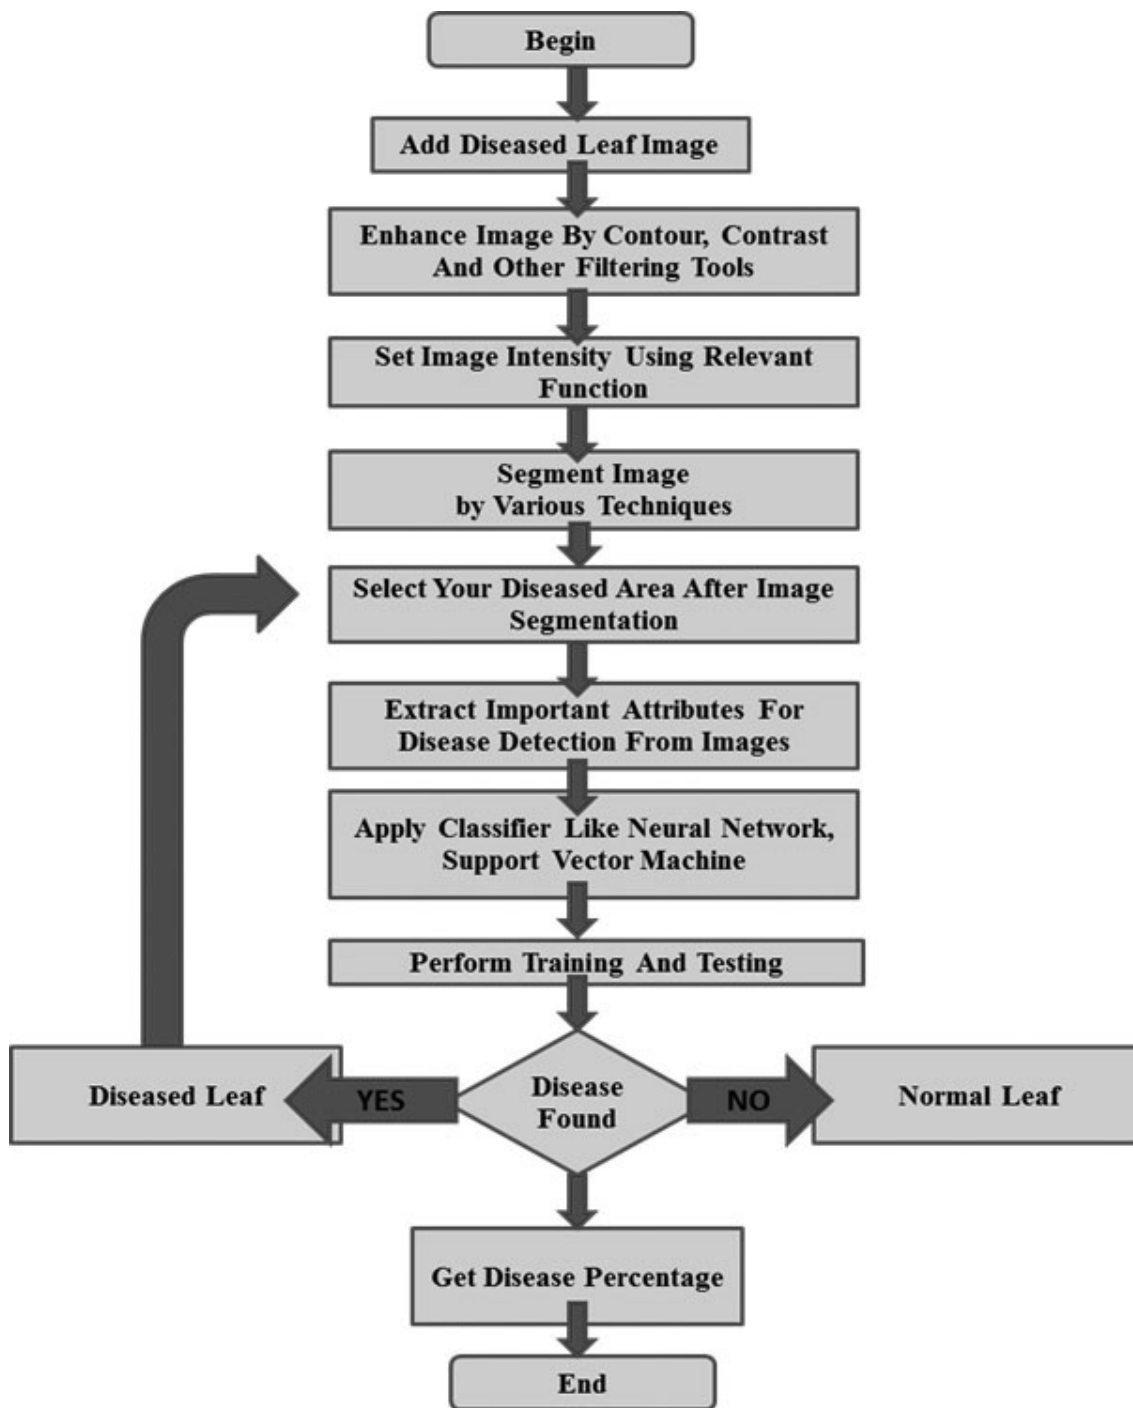 Begin
Add Diseased Leaf Image
Enhance Image By Contour, Contrast
And Other Filtering Tools
Set Image Intensity Using Relevant
Function
Segment Image
by Various Techniques
Select Your Diseased Area After Image
Segmentation
Extract Important Attributes For
Disease Detection From Images
Apply Classifier Like Neural Network,
Support Vector Machine
Perform Training And Testing
Diseased Leaf
YES
Disease
Found
NO
Normal Leaf
Get Disease Percentage
End